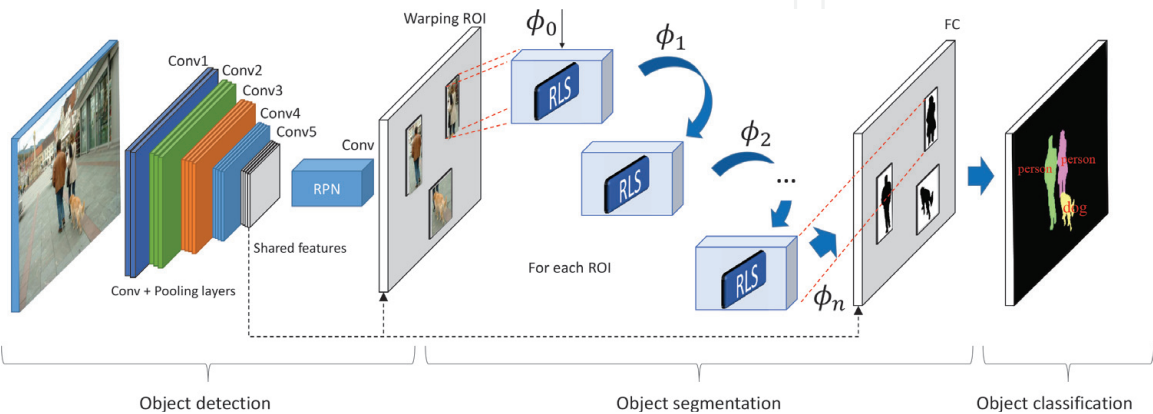 Warping ROI
ϕ₀
ϕ₁
FC
Conv1
Conv2
Conv3
Conv4
Conv5
RLS
ϕ₂
Conv
RPN
RLS
...
person
person
dog
Shared features
For each ROI
RLS
Conv + Pooling layers
ϕₙ
Object detection
Object segmentation
Object classification